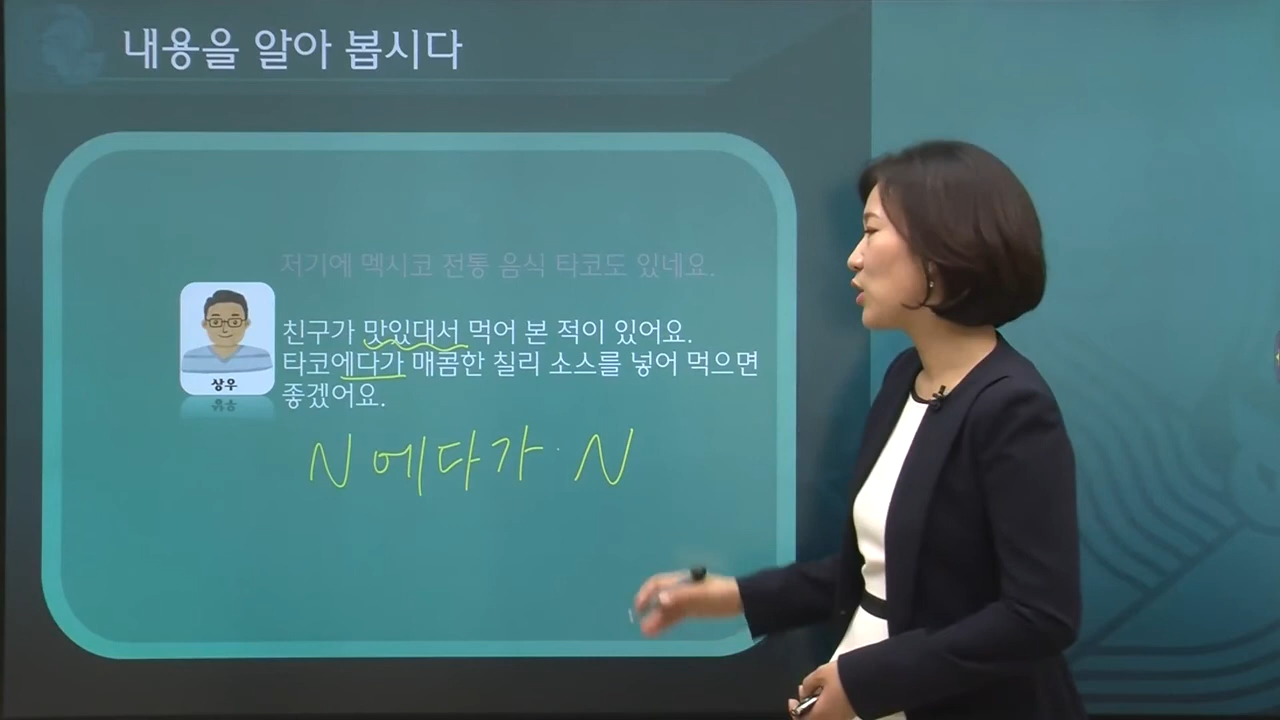 내용을 알아 봅시다
저기에 멕시코 전통 음식 타코도 있네요.
친구가 맛있대서 먹어 본 적이 있어요.
타코에다가 매콤한 칠리 소스를 넣어 먹으면
좋겠어요.
상우
N 에다가 N